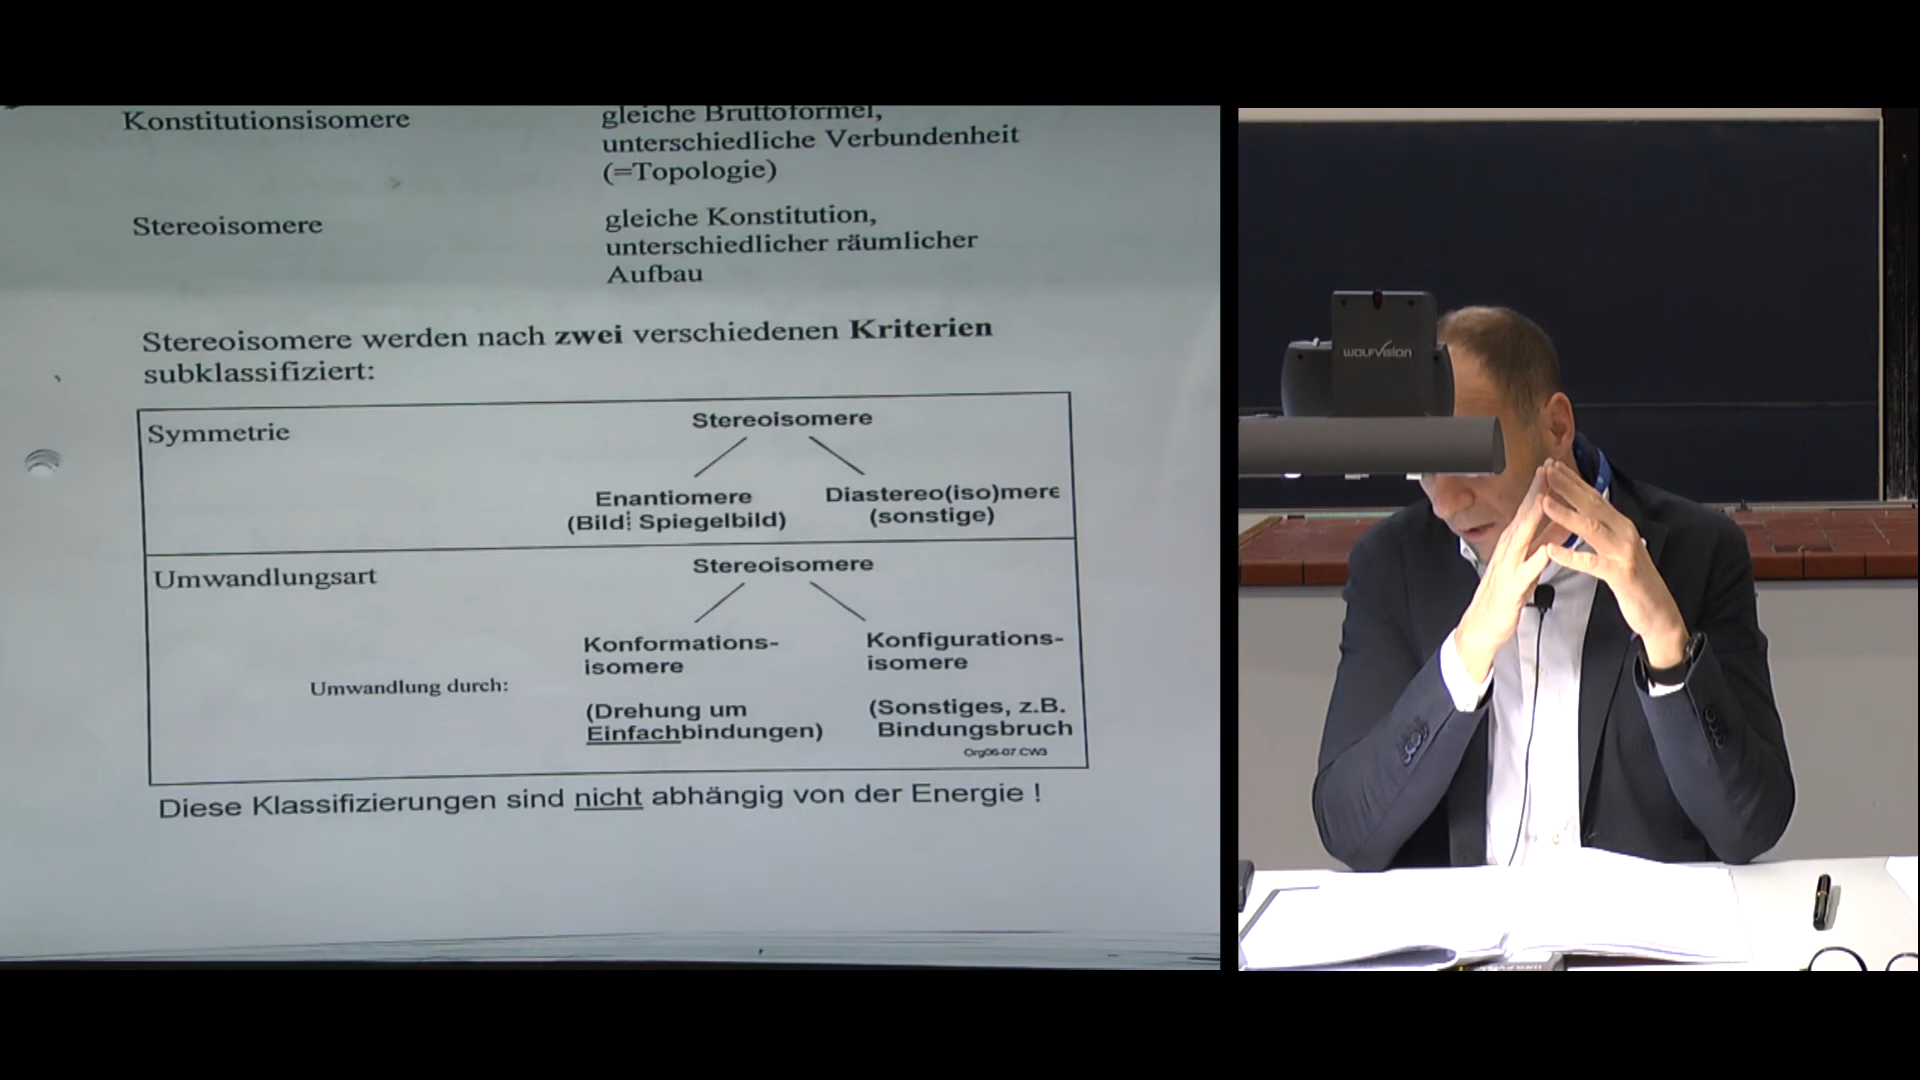 Konstitutionsisomere
gleiche Bruttoformel,
unterschiedliche Verbundenheit
(=Topologie)
Stereoisomere
gleiche Konstitution,
unterschiedlicher räumlicher
Aufbau
Stereoisomere werden nach zwei verschiedenen Kriterien
subklassifiziert:
Symmetrie
Stereoisomere
Enantiomere
(Bild¦ Spiegelbild)
Diastereo(iso)mere
(sonstige)
Umwandlungsart
Stereoisomere
Konformations-
isomere
Konfigurations-
isomere
Umwandlung durch:
(Drehung um
Einfachbindungen)
(Sonstiges, z.B.
Bindungsbruch
Org06-07.CW3
Diese Klassifizierungen sind nicht abhängig von der Energie !
WOLFVISION